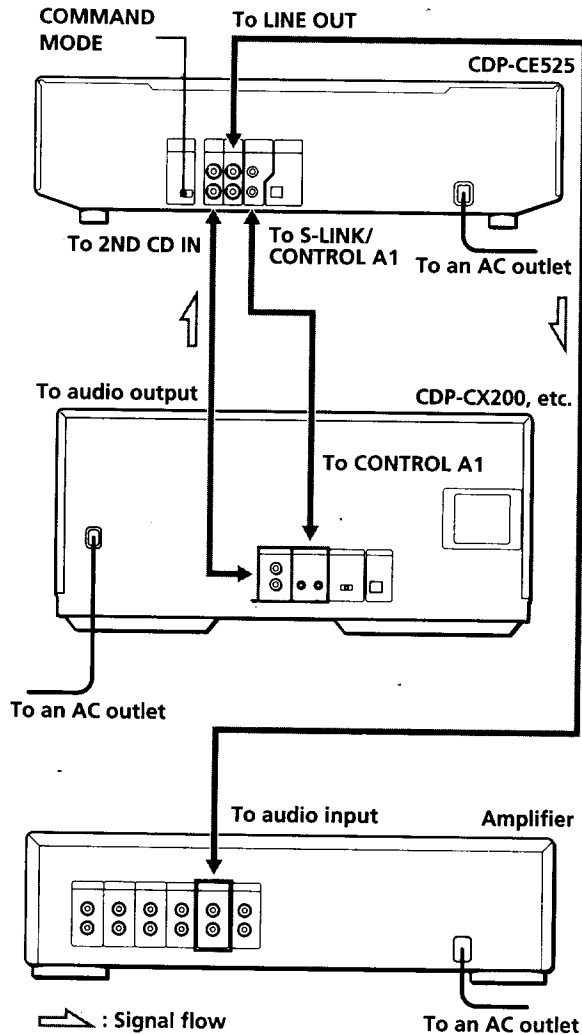 COMMAND
MODE
To LINE OUT
CDP-CE525
To 2ND CD IN
To S-LINK/
CONTROL A1
To an AC outlet
To audio output
CDP-CX200, etc.
To CONTROL A1
To an AC outlet
To audio input
Amplifier
: Signal flow
To an AC outlet